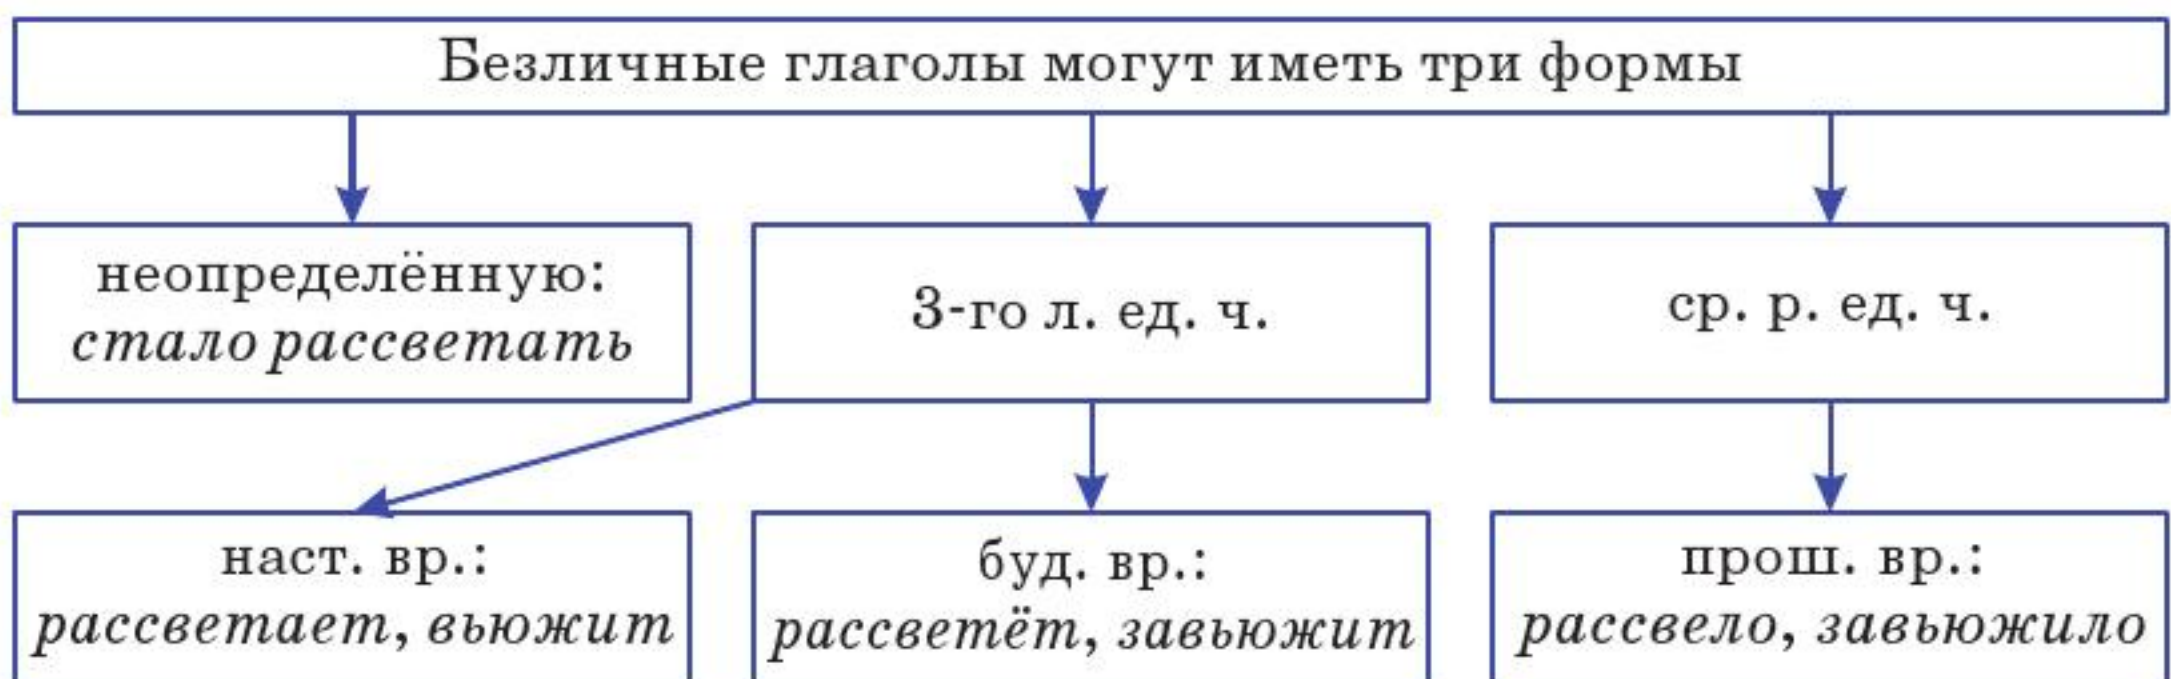 Безличные глаголы могут иметь три формы
неопределённую:
стало рассветать
3-го л. ед. ч.
ср. р. ед. ч.
наст. вр.:
рассветает, вьюжит
буд. вр.:
рассветёт, завьюжит
прош. вр.:
рассвело, завьюжило